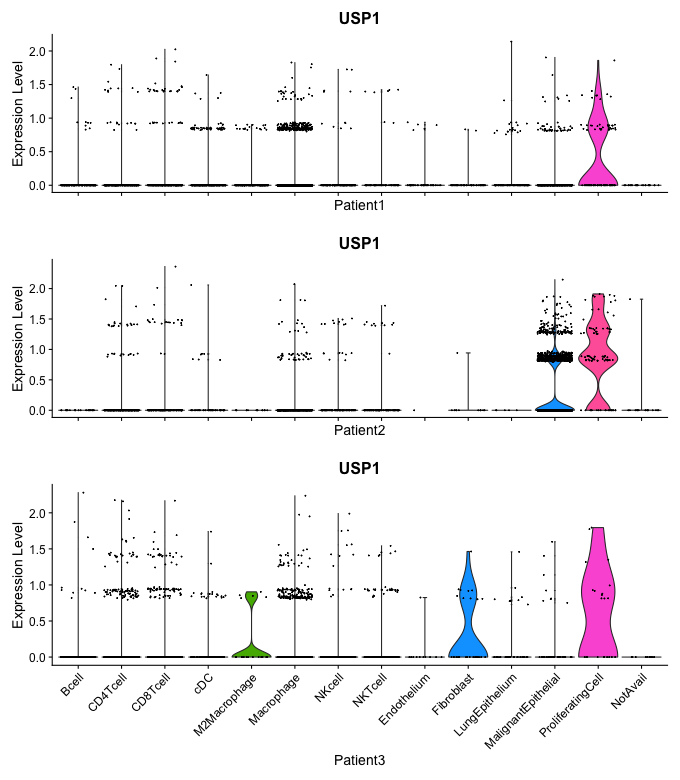 USP1
Expression Level
2.0
1.5
1.0
0.5
0.0
Patient1
USP1
Expression Level
2.0
1.5
1.0
0.5
0.0
Patient2
USP1
Expression Level
2.0
1.5
1.0
0.5
0.0
Bcell
CD4Tcell
CD8Tcell
cDC
M2Macrophage
Macrophage
NKcell
NKTcell
Endothelium
Fibroblast
LungEpithelium
MalignantEpithelial
ProliferatingCell
NotAvail
Patient3